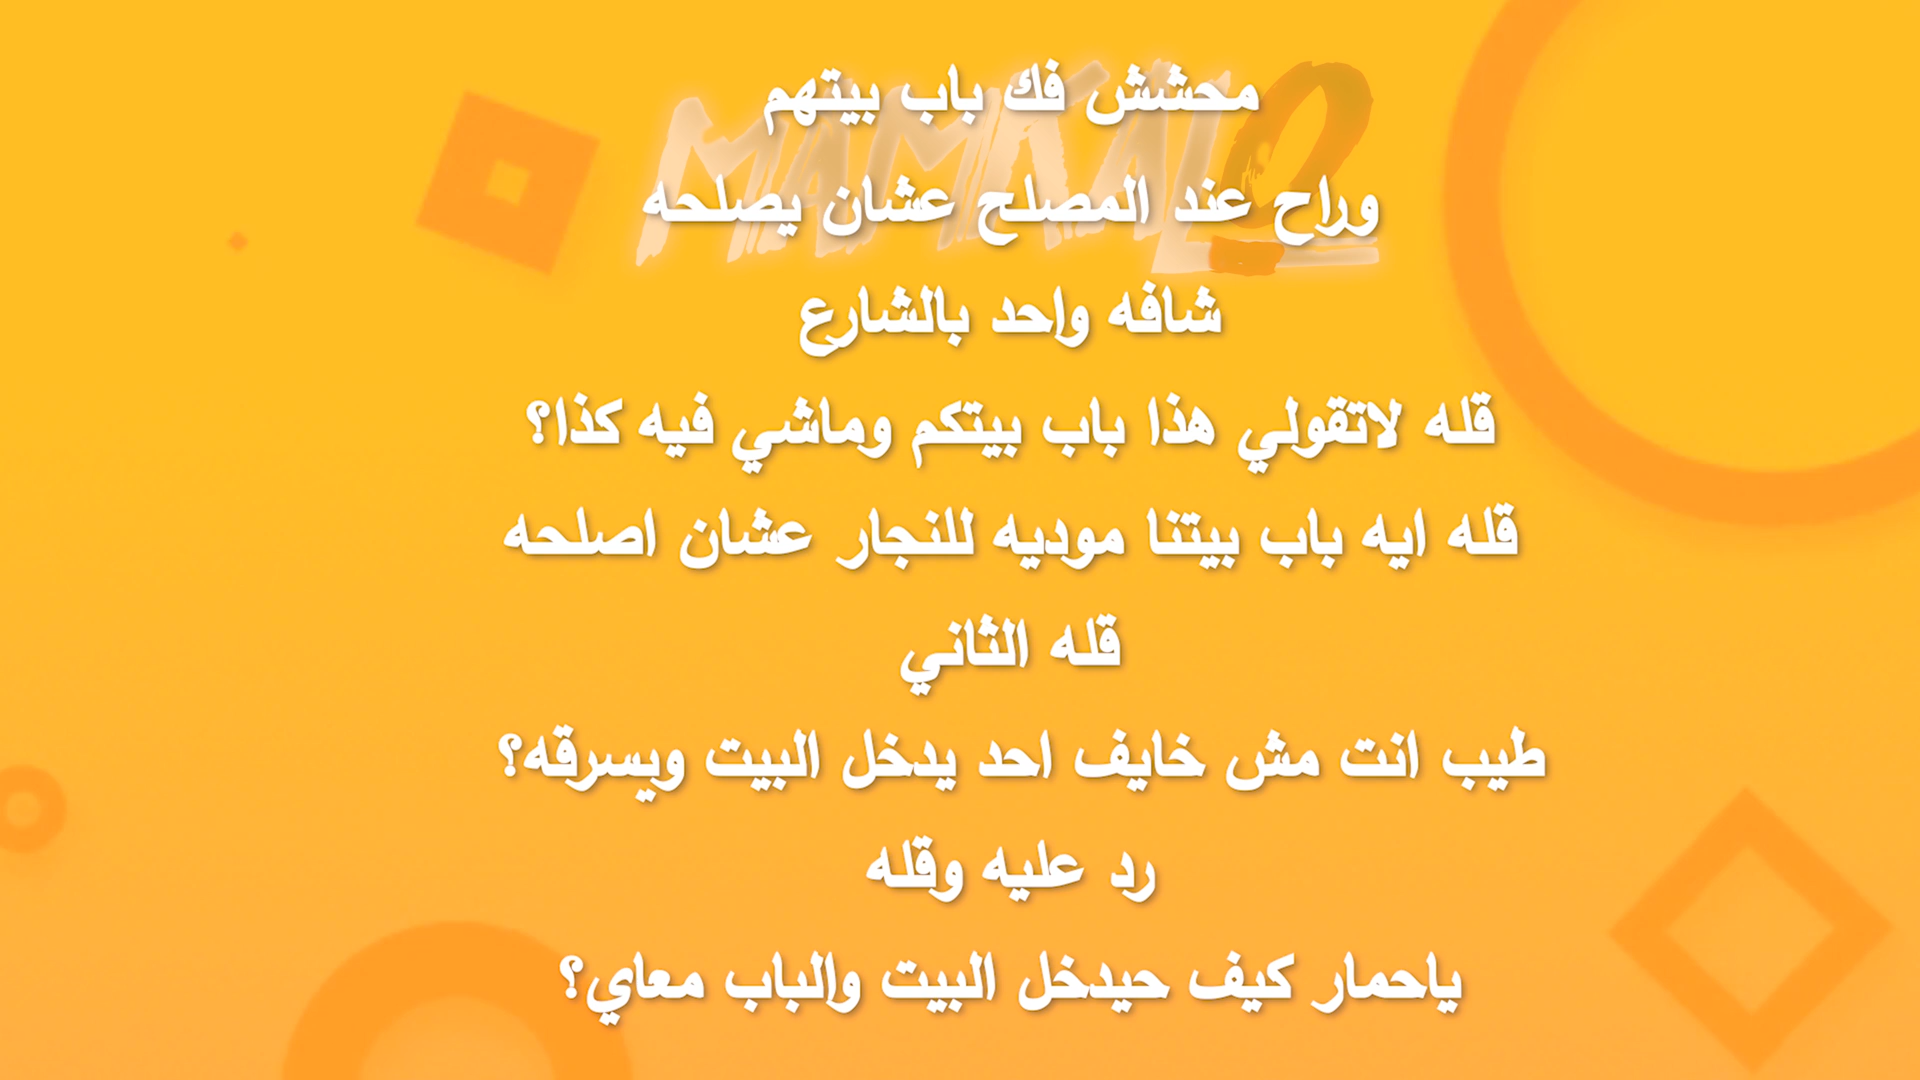 MAMKALO
محشش فك باب بيتهم
وراح عند المصلح عشان يصلحه
شافه واحد بالشارع
قله لاتقولي هذا باب بيتكم وماشي فيه كذا؟
قله ايه باب بيتنا موديه للنجار عشان اصلحه
قله الثاني
طيب انت مش خايف احد يدخل البيت ويسرقه؟
رد عليه وقله
ياحمار كيف حيدخل البيت والباب معاي؟